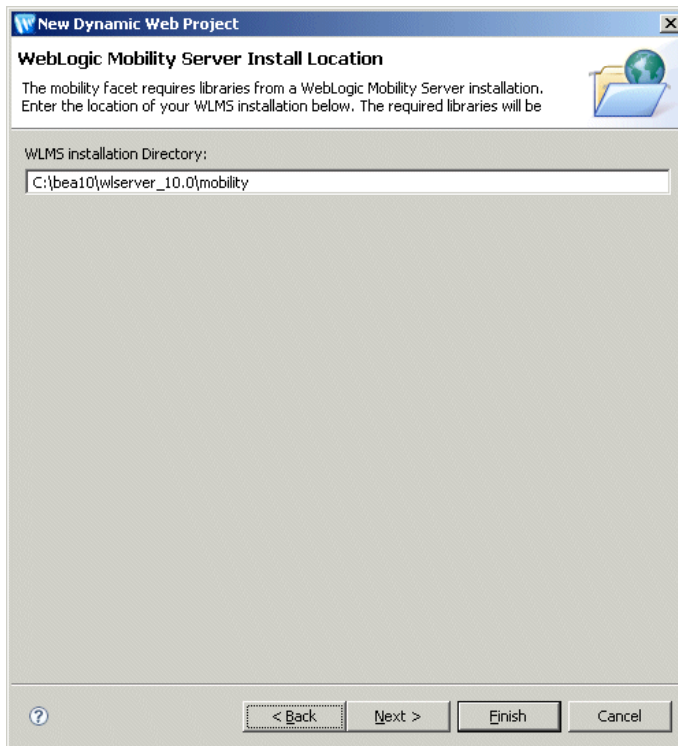 New Dynamic Web Project
WebLogic Mobility Server Install Location
The mobility facet requires libraries from a WebLogic Mobility Server installation.
Enter the location of your WLMS installation below. The required libraries will be
WLMS installation Directory:
C:\bea10\wlserver_10.0\mobility
< Back Next > Finish Cancel